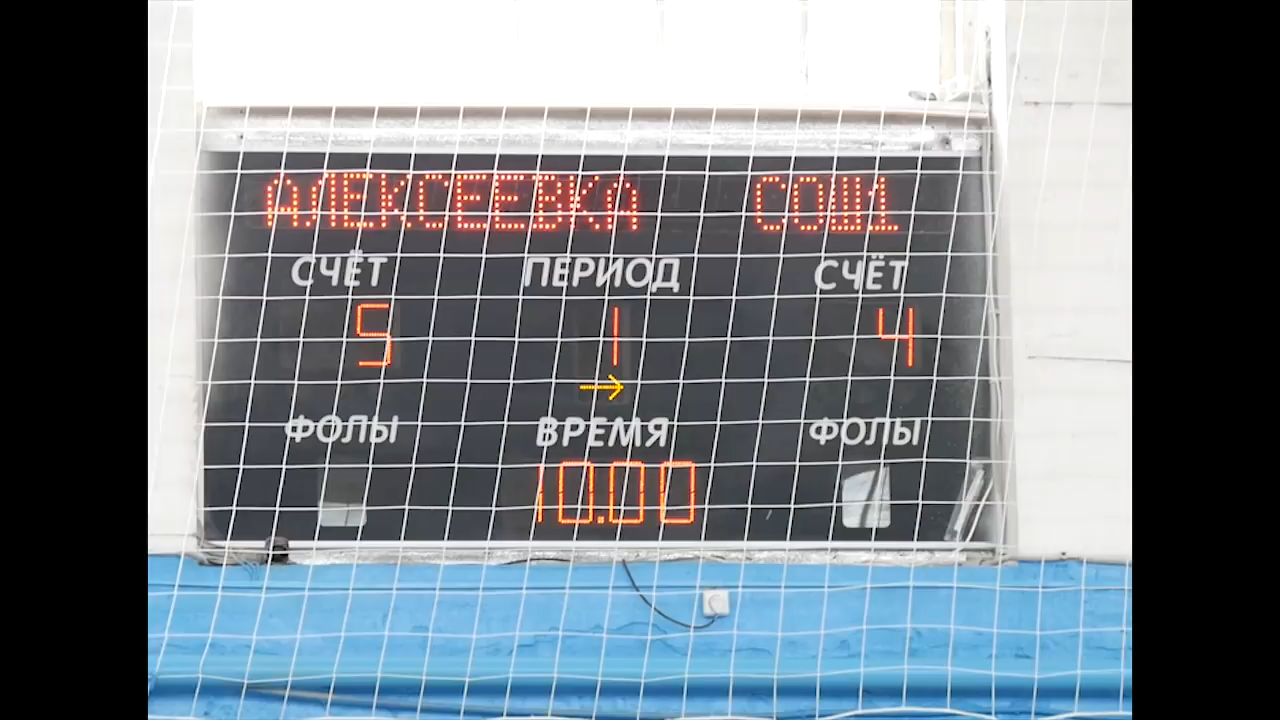 АЛЕКСЕЕВКА СОШ1
СЧЁТ ПЕРИОД СЧЁТ
5 1 4
→
ФОЛЫ ВРЕМЯ ФОЛЫ
10.00